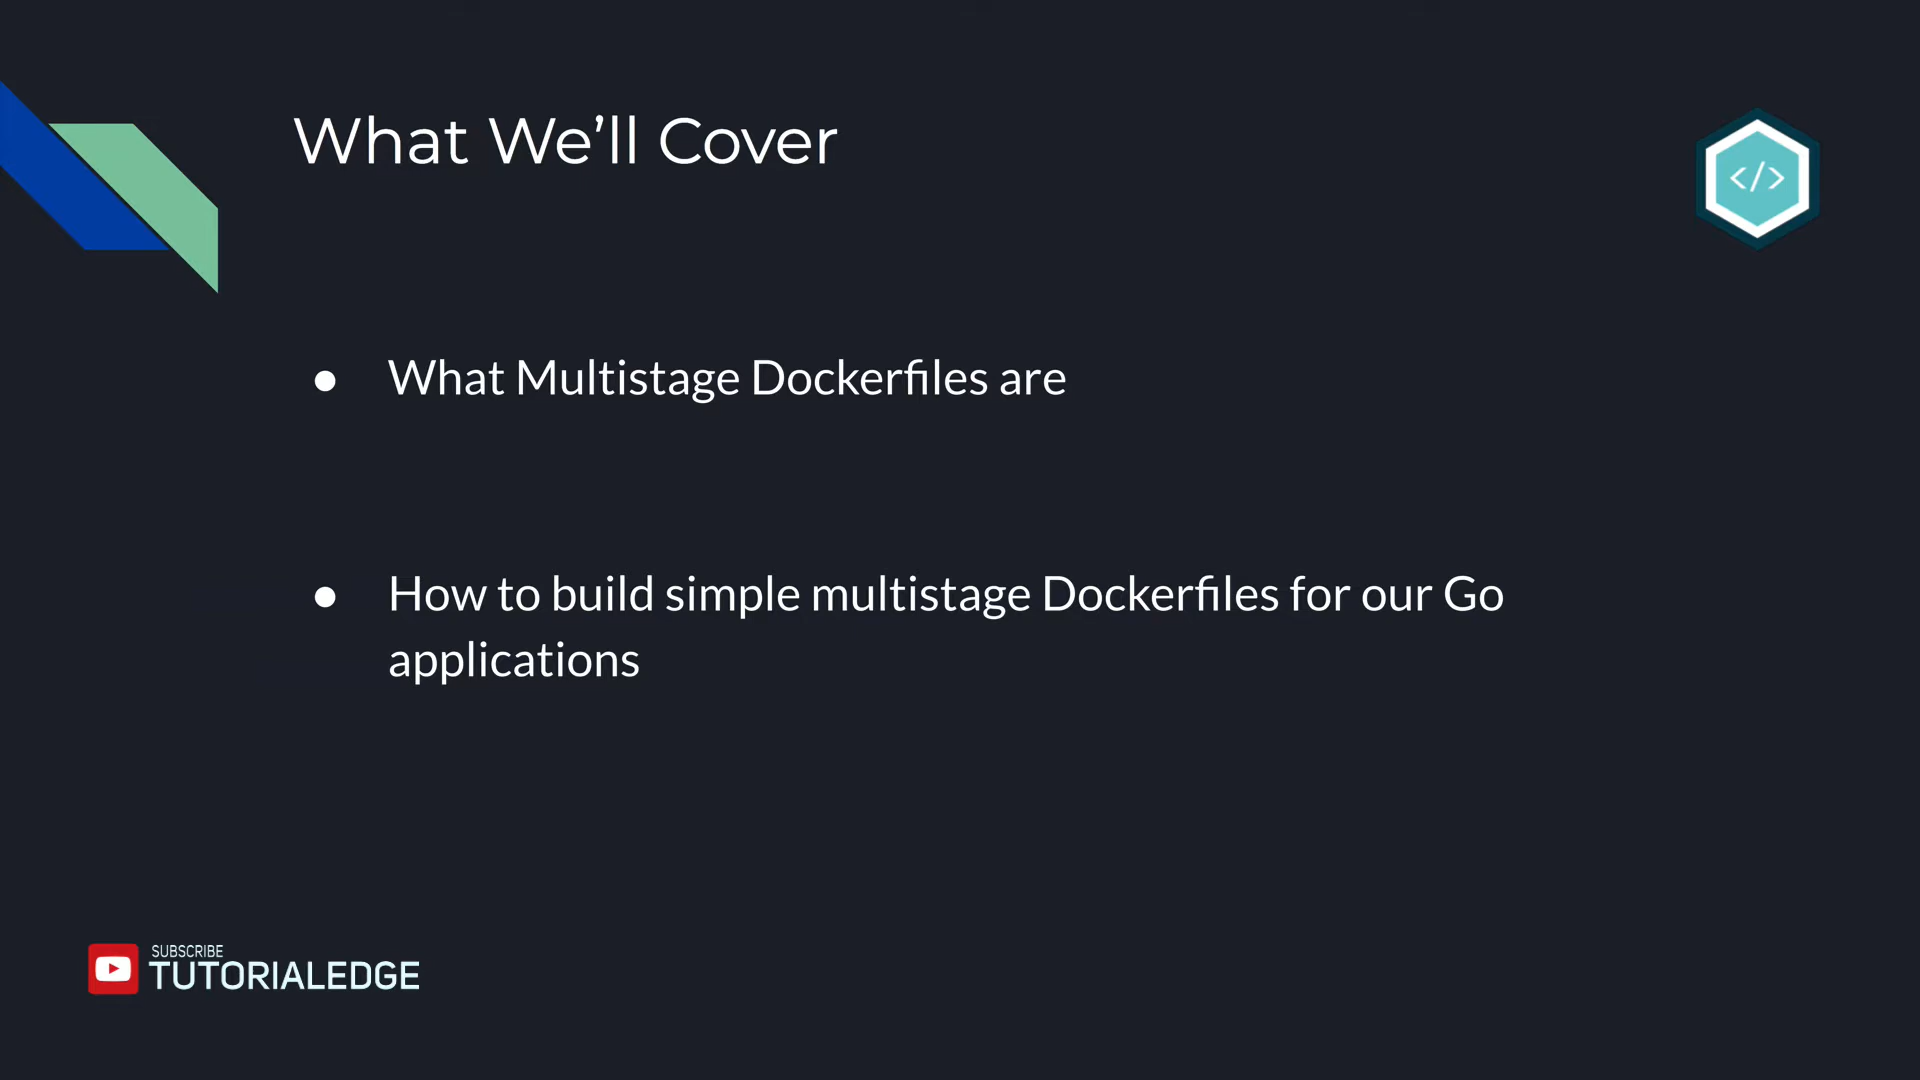 What We’ll Cover
</>
● What Multistage Dockerfiles are
● How to build simple multistage Dockerfiles for our Go
applications
SUBSCRIBE
TUTORIALEDGE